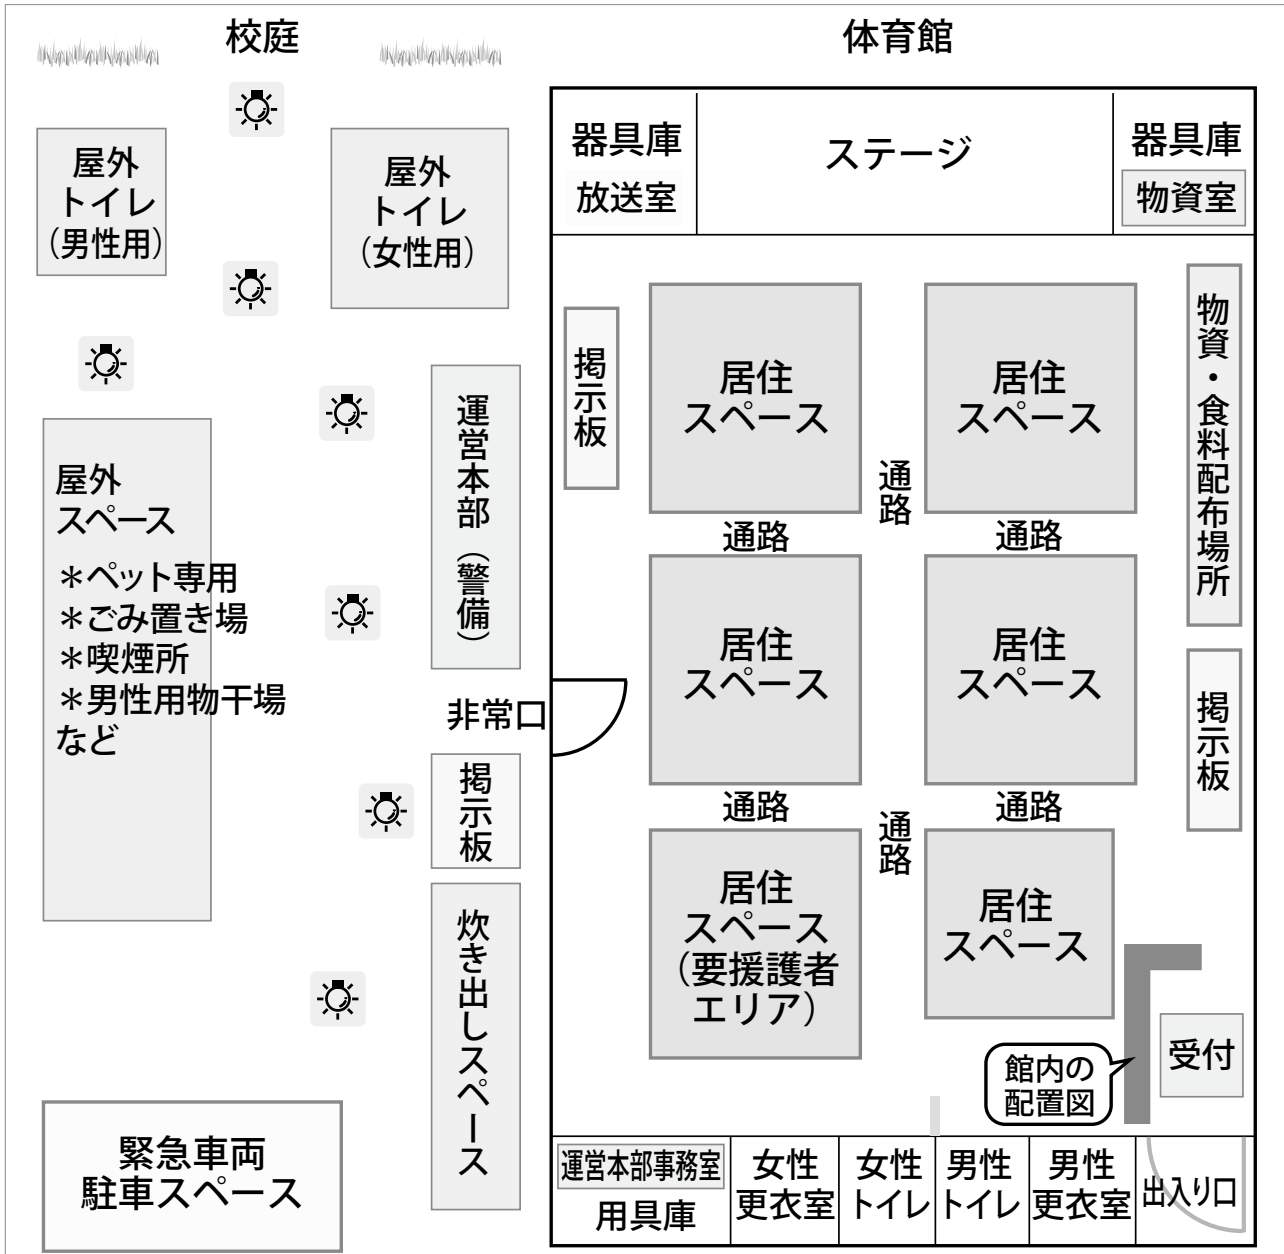 校庭
体育館
屋外
トイレ
（男性用）
屋外
トイレ
（女性用）
運営本部（警備）
屋外
スペース
＊ペット専用
＊ごみ置き場
＊喫煙所
＊男性用物干場
など
非常口
掲示板
炊き出しスペース
緊急車両
駐車スペース
器具庫
放送室
ステージ
器具庫
物資室
掲示板
居住
スペース
居住
スペース
物資・食料配布場所
通路
通路
通路
居住
スペース
居住
スペース
掲示板
通路
通路
通路
居住
スペース
（要援護者
エリア）
居住
スペース
館内の
配置図
受付
運営本部事務室
用具庫
女性
更衣室
女性
トイレ
男性
トイレ
男性
更衣室
出入り口